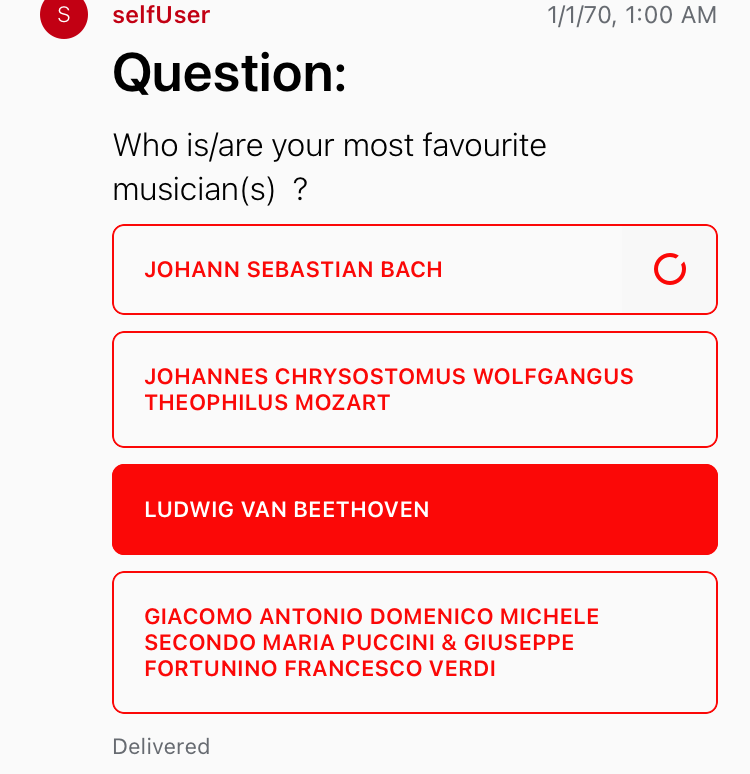 S
selfUser 1/1/70, 1:00 AM
Question:
Who is/are your most favourite
musician(s)  ?
JOHANN SEBASTIAN BACH
JOHANNES CHRYSOSTOMUS WOLFGANGUS
THEOPHILUS MOZART
LUDWIG VAN BEETHOVEN
GIACOMO ANTONIO DOMENICO MICHELE
SECONDO MARIA PUCCINI & GIUSEPPE
FORTUNINO FRANCESCO VERDI
Delivered